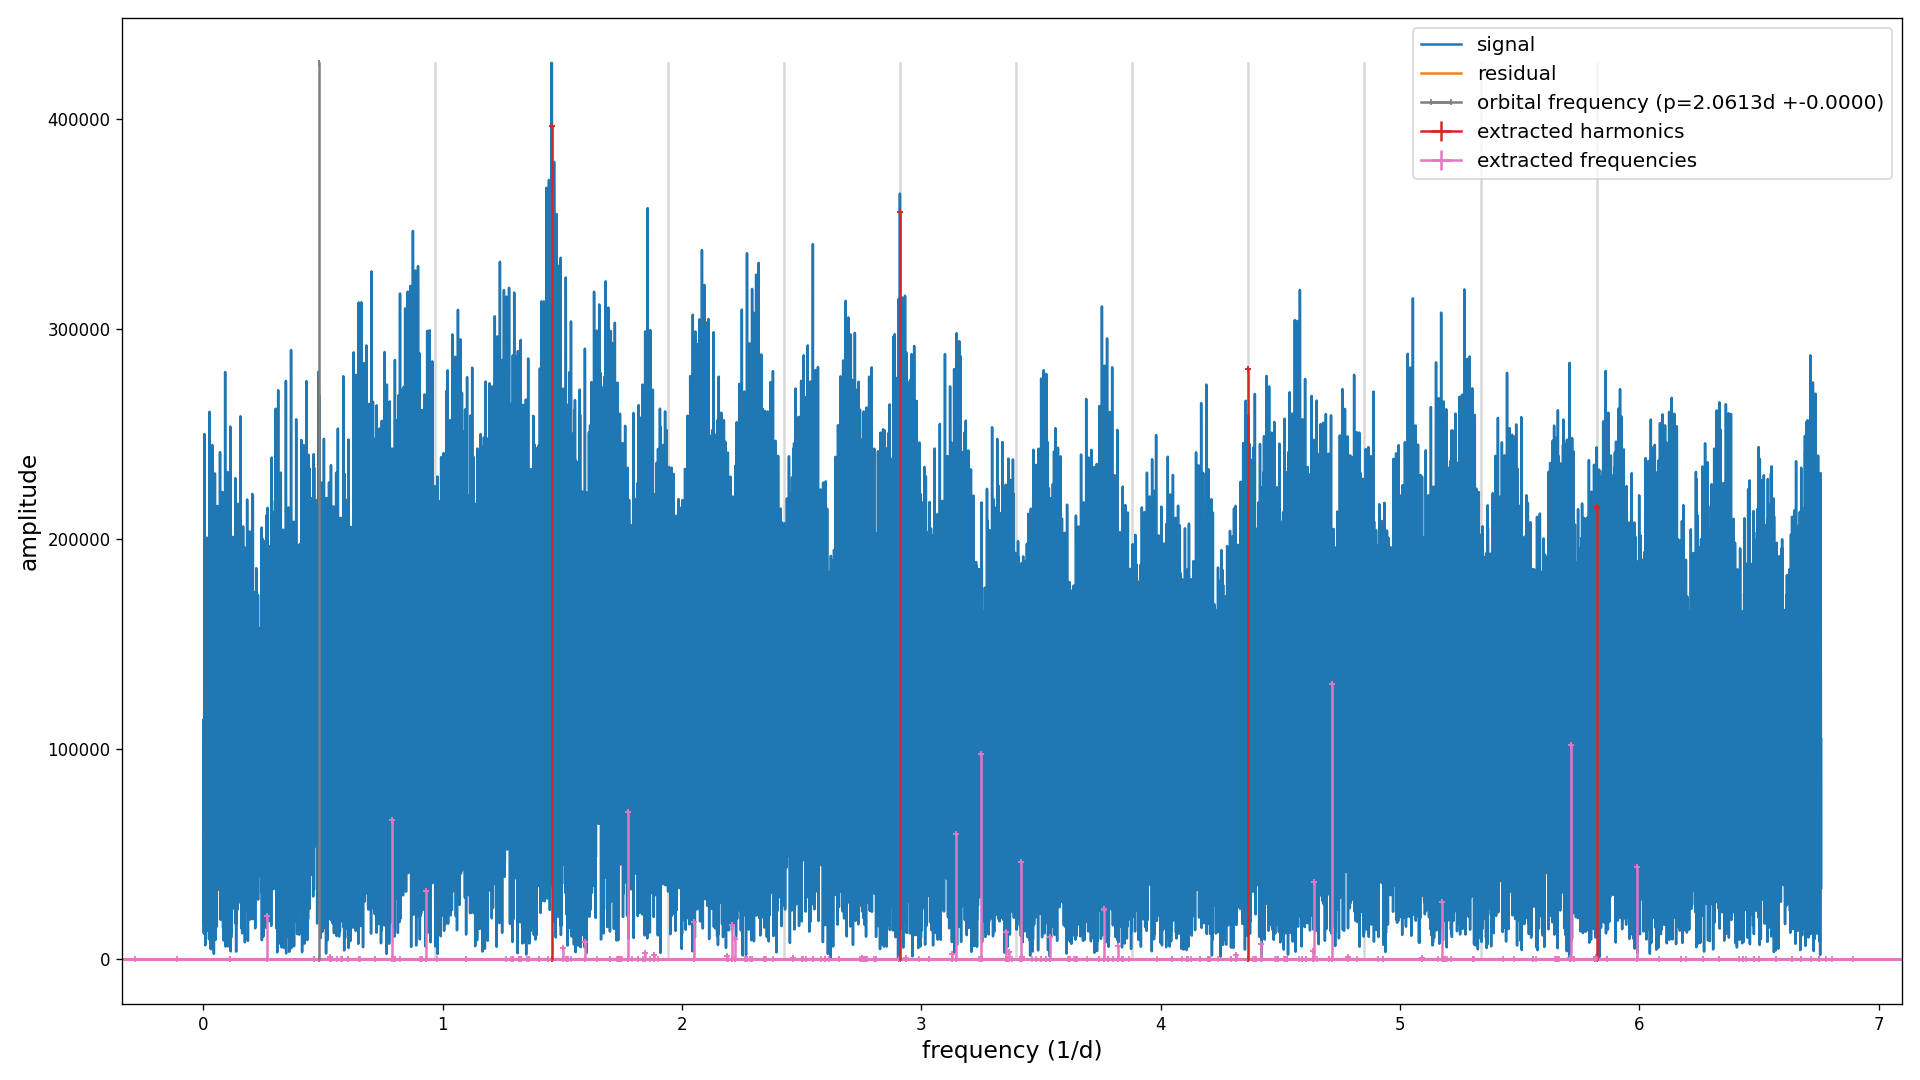 signal
residual
orbital frequency (p=2.0613d +-0.0000)
extracted harmonics
extracted frequencies
amplitude
400000
300000
200000
100000
0
0 1 2 3 4 5 6 7
frequency (1/d)